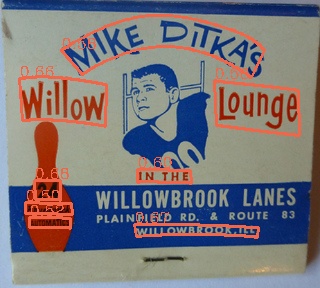 MIKE DITKA'S
Willow Lounge
IN THE
WILLOWBROOK LANES
PLAINFIELD RD. & ROUTE 83
WILLOWBROOK, ILL